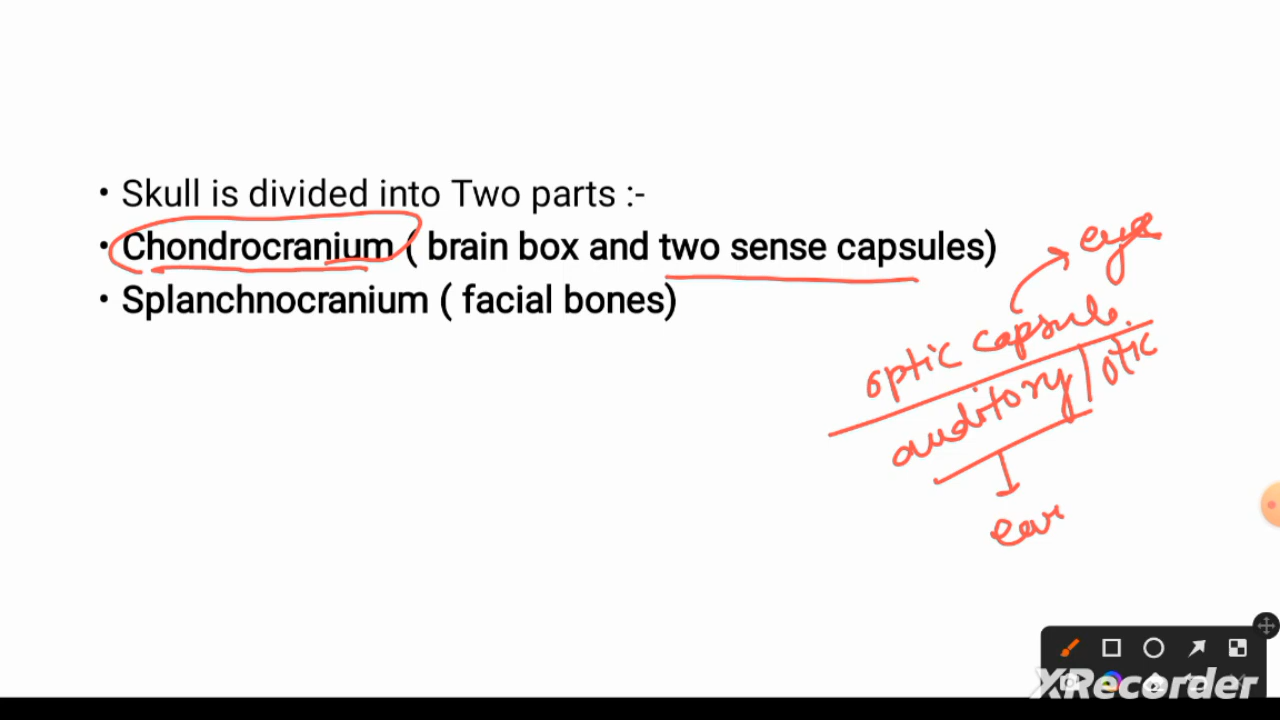 • Skull is divided into Two parts :-
• Chondrocranium ( brain box and two sense capsules)
• Splanchnocranium ( facial bones)
eye
optic capsule
auditory / otic
ear
XRecorder